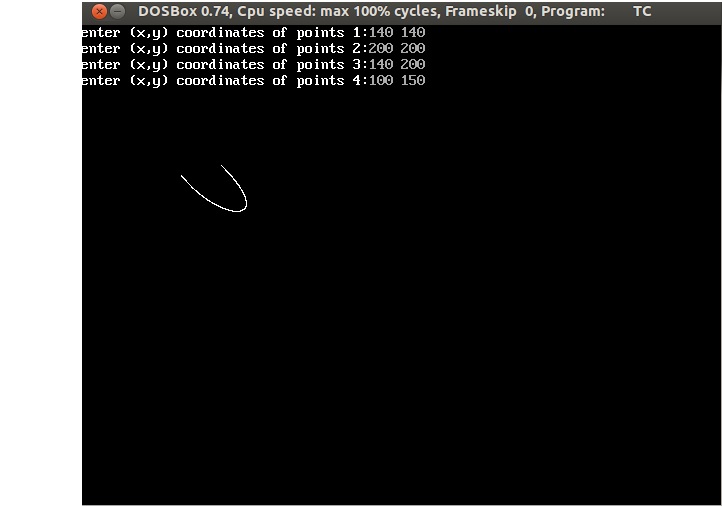 DOSBox 0.74, Cpu speed: max 100% cycles, Frameskip 0, Program: TC
enter (x,y) coordinates of points 1:140 140
enter (x,y) coordinates of points 2:200 200
enter (x,y) coordinates of points 3:140 200
enter (x,y) coordinates of points 4:100 150